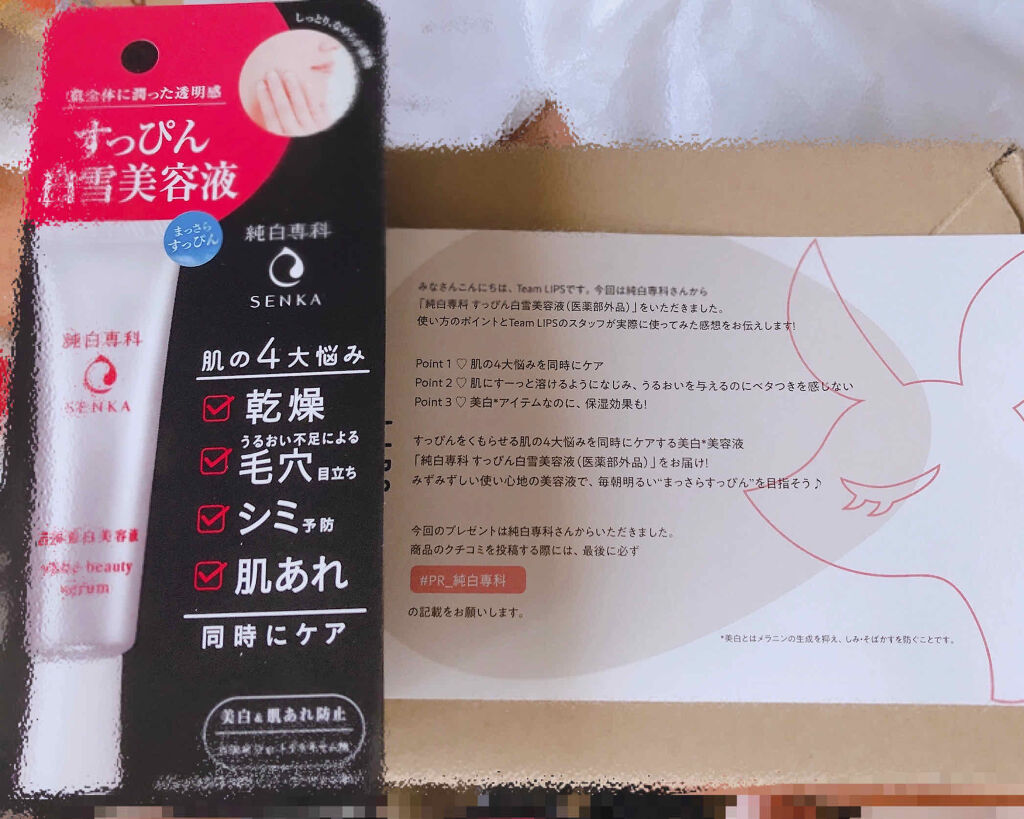 しっとり、なめらか
肌全体に潤った透明感
すっぴん
白雪美容液
まっさら
すっぴん
純白専科
SENKA
純白専科
SENKA
美白美容液
white beauty
serum
肌の4大悩み
乾燥
うるおい不足による
毛穴目立ち
シミ予防
肌あれ
同時にケア
美白&肌あれ防止
みなさんこんにちは、Team LIPSです。今回は純白専科さんから
「純白専科 すっぴん白雪美容液(医薬部外品)」をいただきました。
使い方のポイントとTeam LIPSのスタッフが実際に使ってみた感想をお伝えします!
Point 1 ♡ 肌の4大悩みを同時にケア
Point 2 ♡ 肌にすーっと溶けるようになじみ、うるおいを与えるのにベタつきを感じない
Point 3 ♡ 美白*アイテムなのに、保湿効果も!
すっぴんをくもらせる肌の4大悩みを同時にケアする美白*美容液
「純白専科 すっぴん白雪美容液(医薬部外品)」をお届け!
みずみずしい使い心地の美容液で、毎朝明るい“まっさらすっぴん”を目指そう♪
今回のプレゼントは純白専科さんからいただきました。
商品のクチコミを投稿する際には、最後に必ず
#PR_純白専科
の記載をお願いします。
*美白とはメラニンの生成を抑え、しみ・そばかすを防ぐことです。